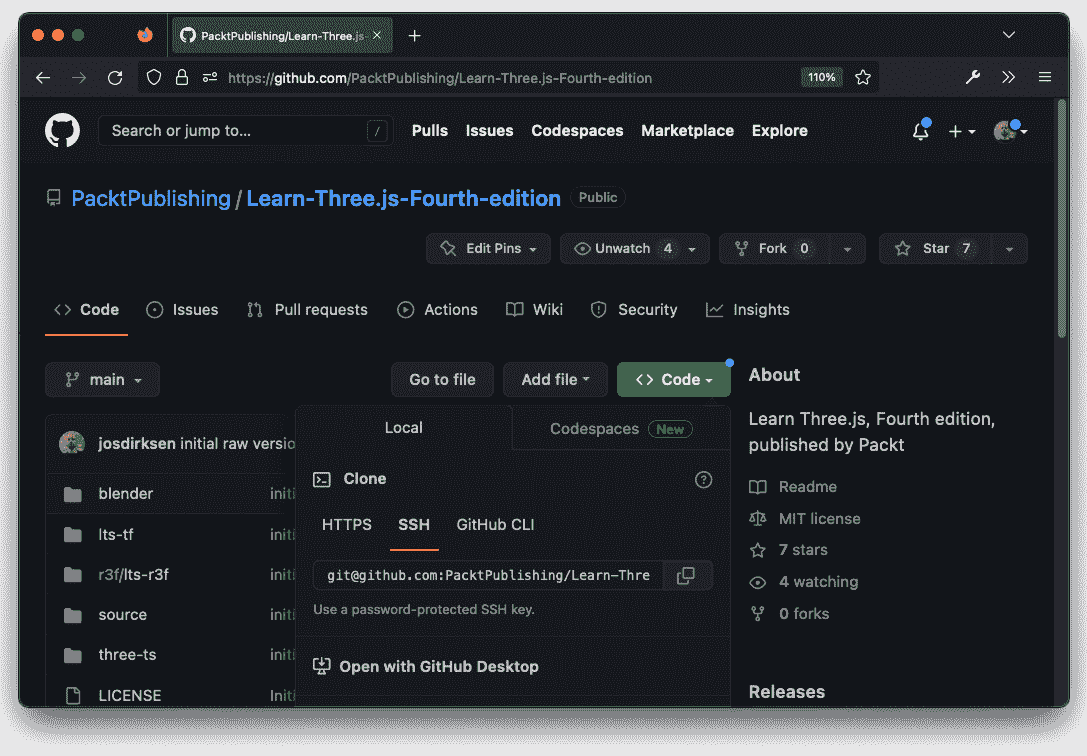 PacktPublishing/Learn-Three.js-
https://github.com/PacktPublishing/Learn-Three.js-Fourth-edition 110%
Search or jump to... / Pulls Issues Codespaces Marketplace Explore
PacktPublishing / Learn-Three.js-Fourth-edition Public
Edit Pins Unwatch 4 Fork 0 Star 7
Code Issues Pull requests Actions Wiki Security Insights
main Go to file Add file Code
josdirksen initial raw versio
blender initi
lts-tf initi
r3f/lts-r3f initi
source initi
three-ts initi
LICENSE Initi
Local Codespaces New
Clone
HTTPS SSH GitHub CLI
git@github.com:PacktPublishing/Learn-Thre
Use a password-protected SSH key.
Open with GitHub Desktop
About
Learn Three.js, Fourth edition,
published by Packt
Readme
MIT license
7 stars
4 watching
0 forks
Releases